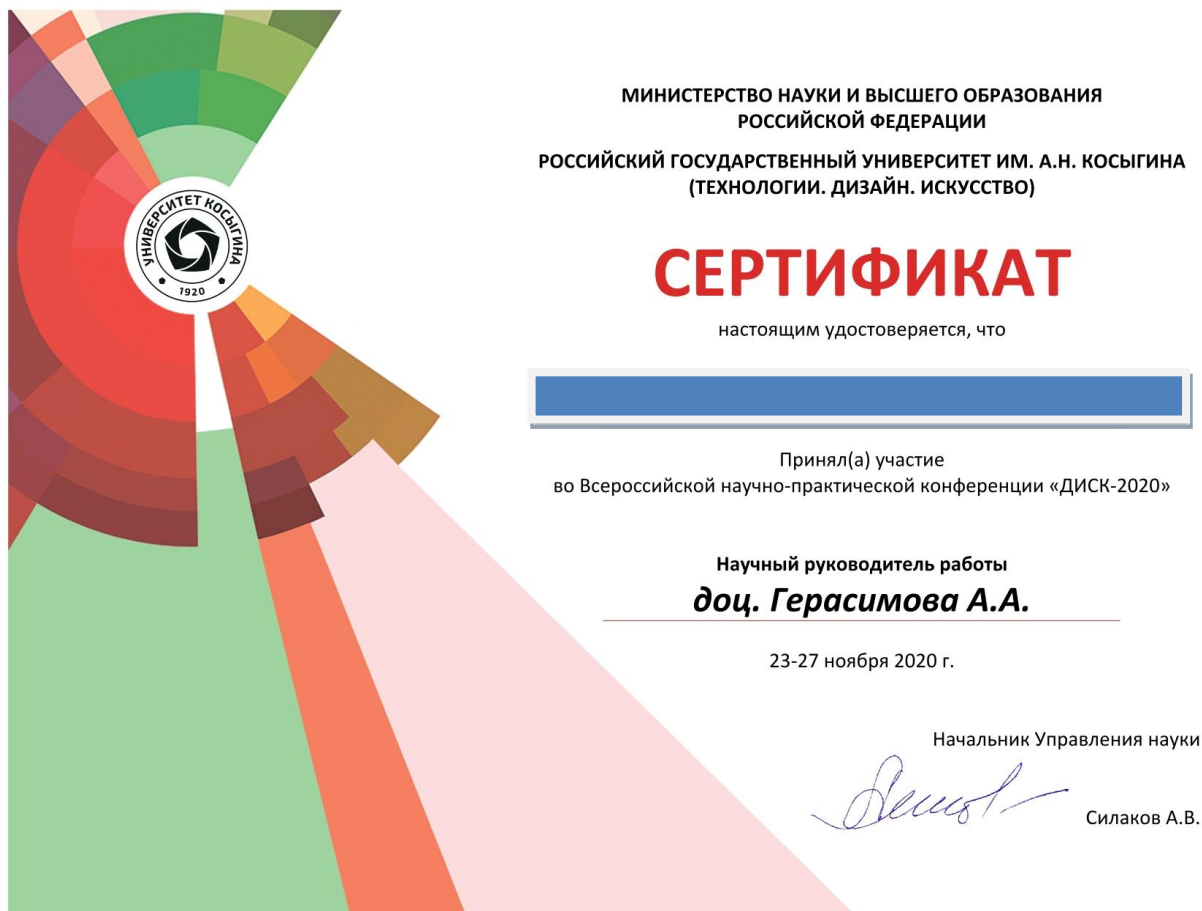 УНИВЕРСИТЕТ КОСЫГИНА
1920
МИНИСТЕРСТВО НАУКИ И ВЫСШЕГО ОБРАЗОВАНИЯ
РОССИЙСКОЙ ФЕДЕРАЦИИ
РОССИЙСКИЙ ГОСУДАРСТВЕННЫЙ УНИВЕРСИТЕТ ИМ. А.Н. КОСЫГИНА
(ТЕХНОЛОГИИ. ДИЗАЙН. ИСКУССТВО)
СЕРТИФИКАТ
настоящим удостоверяется, что
Принял(а) участие
во Всероссийской научно-практической конференции «ДИСК-2020»
Научный руководитель работы
доц. Герасимова А.А.
23-27 ноября 2020 г.
Начальник Управления науки
Силаков А.В.